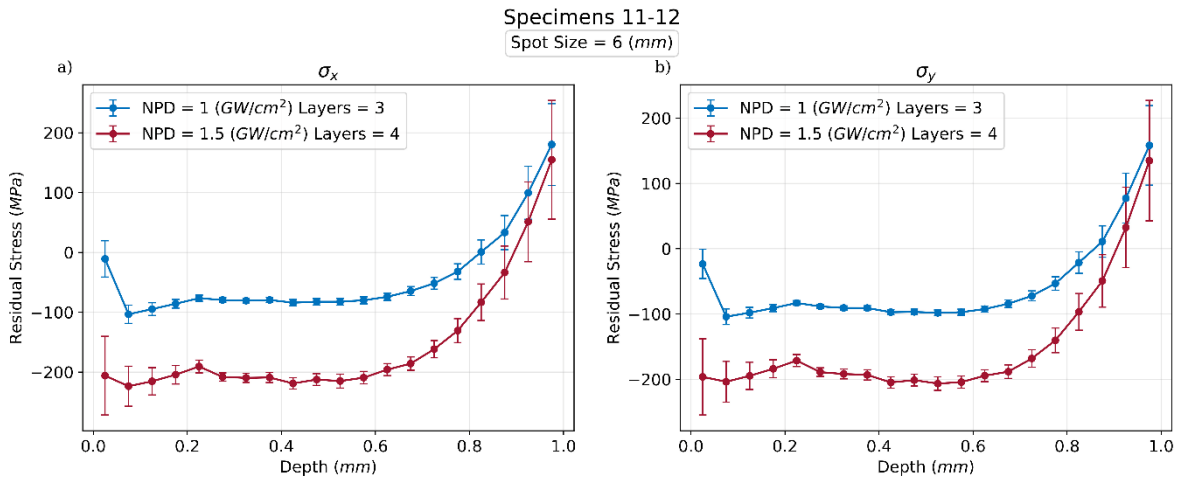 Specimens 11-12
Spot Size = 6 (mm)
a)
σx
NPD = 1 (GW/cm²) Layers = 3
NPD = 1.5 (GW/cm²) Layers = 4
Residual Stress (MPa)
200
100
0
−100
−200
0.0 0.2 0.4 0.6 0.8 1.0
Depth (mm)
b)
σy
NPD = 1 (GW/cm²) Layers = 3
NPD = 1.5 (GW/cm²) Layers = 4
Residual Stress (MPa)
200
100
0
−100
−200
0.0 0.2 0.4 0.6 0.8 1.0
Depth (mm)